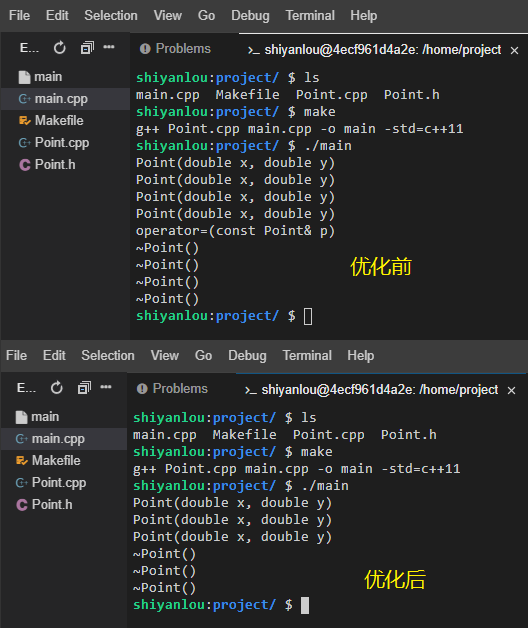 File Edit Selection View Go Debug Terminal Help
E... Problems shiyanlou@4ecf961d4a2e: /home/project
main
main.cpp
Makefile
Point.cpp
Point.h
shiyanlou:project/ $ ls
main.cpp Makefile Point.cpp Point.h
shiyanlou:project/ $ make
g++ Point.cpp main.cpp -o main -std=c++11
shiyanlou:project/ $ ./main
Point(double x, double y)
Point(double x, double y)
Point(double x, double y)
Point(double x, double y)
operator=(const Point& p)
~Point()
~Point()
~Point()
~Point()
shiyanlou:project/ $
优化前
File Edit Selection View Go Debug Terminal Help
E... Problems shiyanlou@4ecf961d4a2e: /home/project
main
main.cpp
Makefile
Point.cpp
Point.h
shiyanlou:project/ $ ls
main.cpp Makefile Point.cpp Point.h
shiyanlou:project/ $ make
g++ Point.cpp main.cpp -o main -std=c++11
shiyanlou:project/ $ ./main
Point(double x, double y)
Point(double x, double y)
Point(double x, double y)
~Point()
~Point()
~Point()
shiyanlou:project/ $
优化后